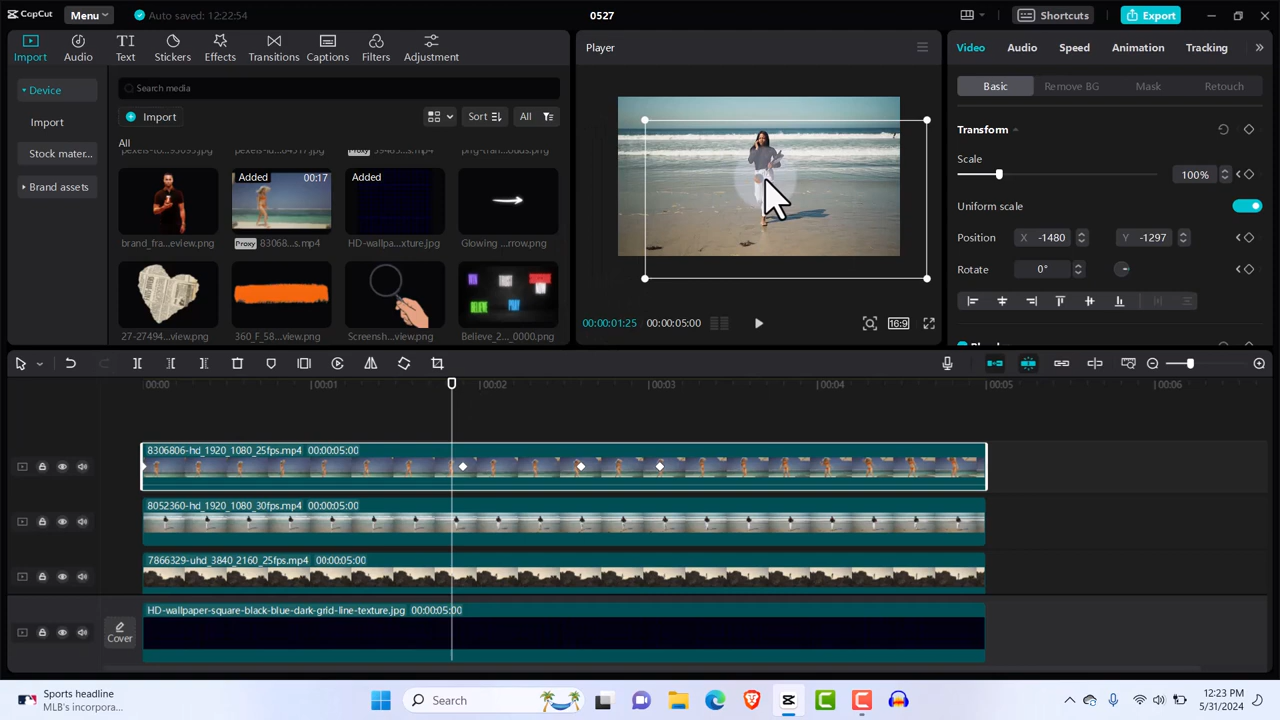 CapCut Menu Auto saved: 12:22:54 0527 Shortcuts Export
Import Audio Text Stickers Effects Transitions Captions Filters Adjustment
Device
Import
Stock mater...
Brand assets
Search media
Import Sort All
All
Proxy
brand_fra...eview.png
Added 00:17
Proxy 83068...s.mp4
Added
HD-wallpa...xture.jpg
Glowing ...rrow.png
27-27494...view.png
360_F_58...
Screensh...view.png
Believe_2...0000.png
Player
00:00:01:25 00:00:05:00 16:9
Video Audio Speed Animation Tracking
Basic Remove BG Mask Retouch
Transform
Scale
100%
Uniform scale
Position X -1480 Y -1297
Rotate 0°
00:00 00:01 00:02 00:03 00:04 00:05 00:06
8306806-hd_1920_1080_25fps.mp4 00:00:05:00
8052360-hd_1920_1080_30fps.mp4 00:00:05:00
7866329-uhd_3840_2160_25fps.mp4 00:00:05:00
HD-wallpaper-square-black-blue-dark-grid-line-texture.jpg 00:00:05:00
Cover
Sports headline
MLB's incorpora...
Search
12:23 PM
5/31/2024